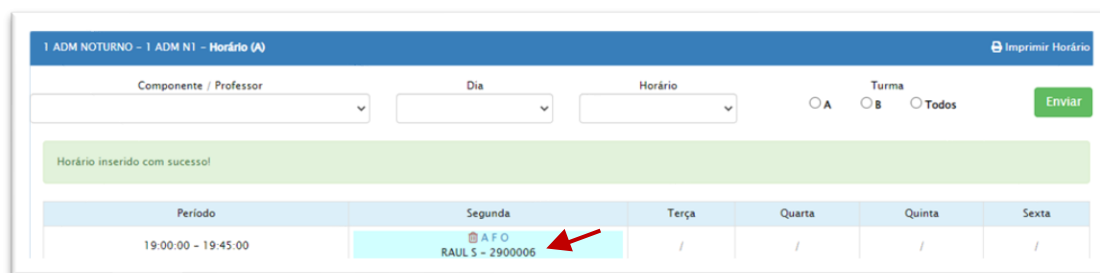 1 ADM NOTURNO - 1 ADM N1 - Horário (A) Imprimir Horário
Componente / Professor Dia Horário Turma
A B Todos Enviar
Horário inserido com sucesso!
Período Segunda Terça Quarta Quinta Sexta
19:00:00 - 19:45:00 A F O / / / /
RAUL S - 2900006